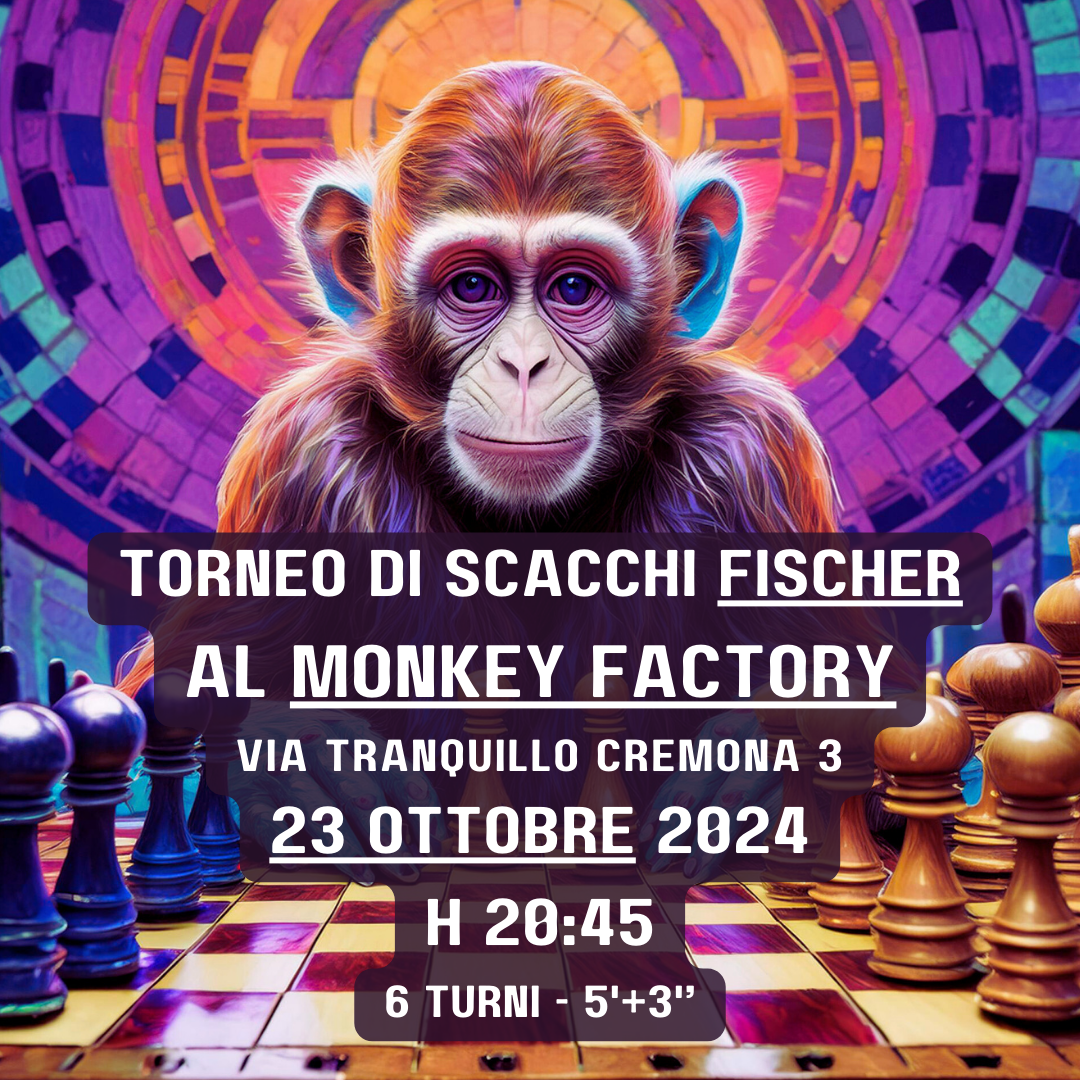 TORNEO DI SCACCHI FISCHER
AL MONKEY FACTORY
VIA TRANQUILLO CREMONA 3
23 OTTOBRE 2024
H 20:45
6 TURNI - 5'+3"